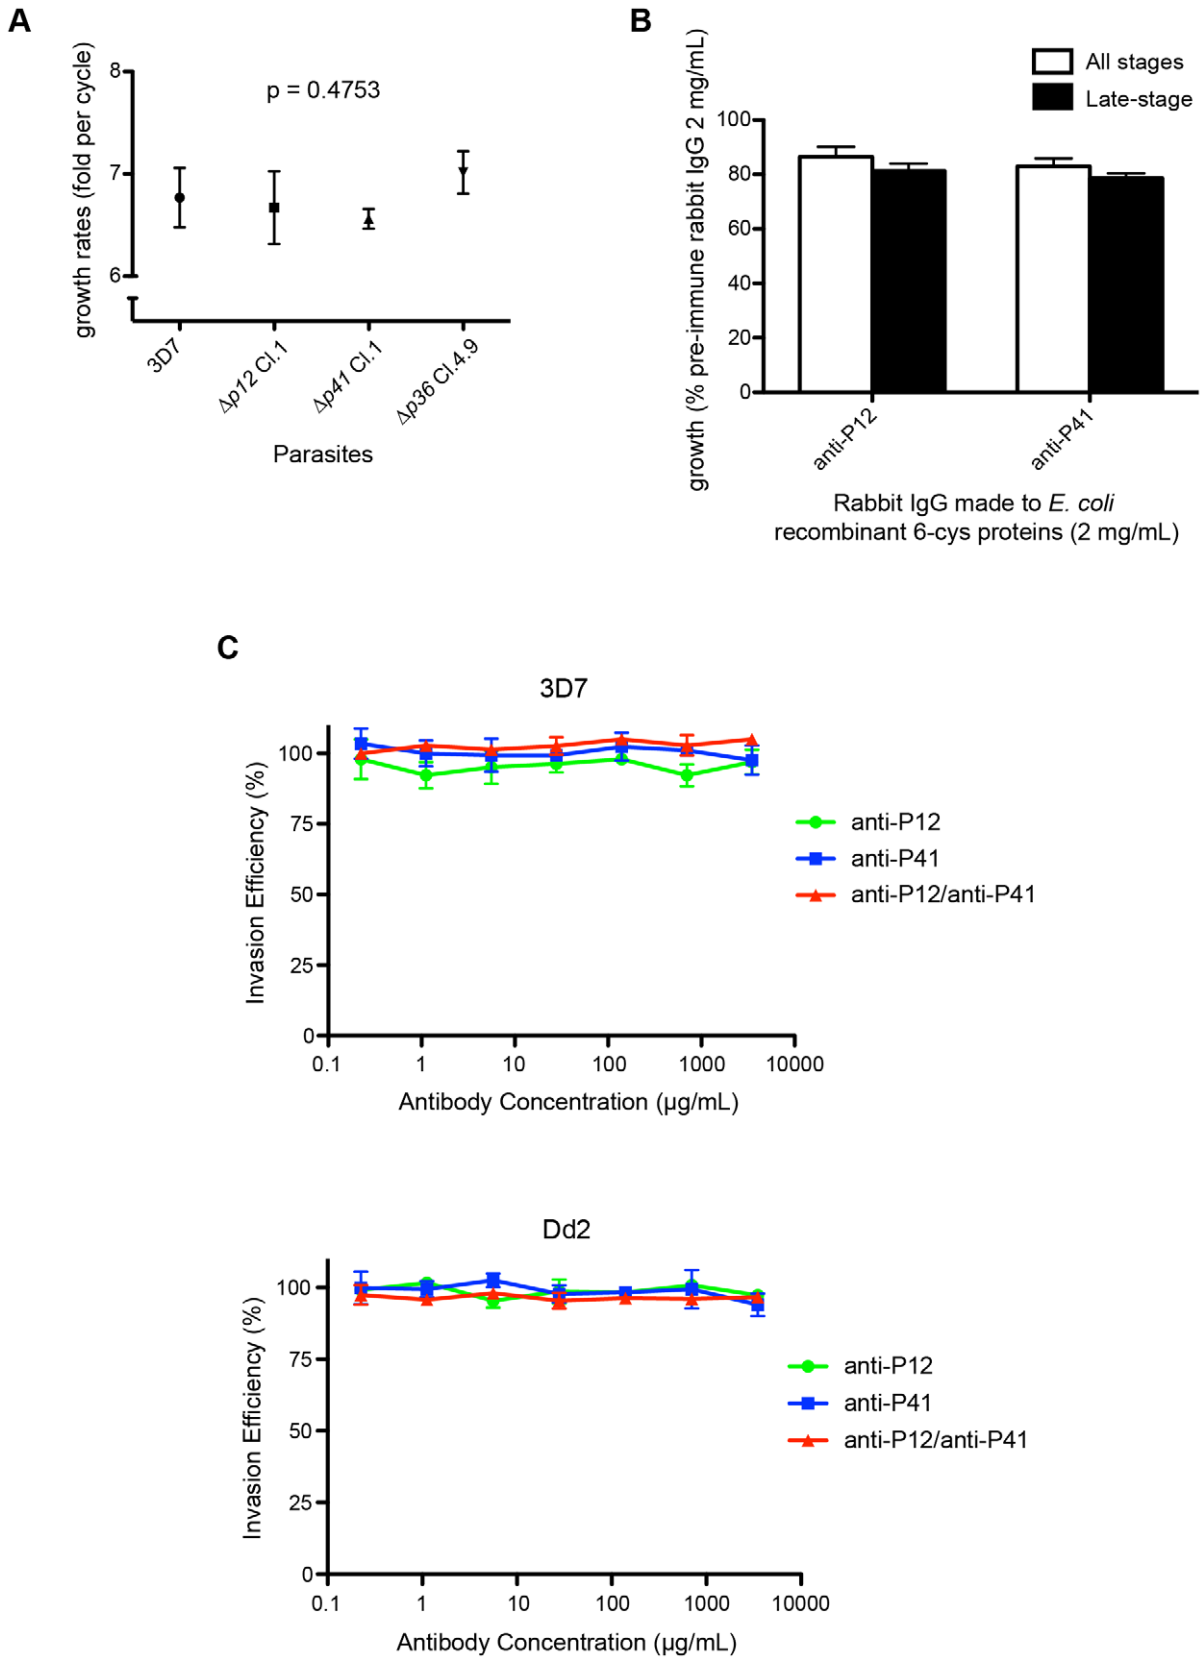 A
growth rates (fold per cycle)
8
7
6
p = 0.4753
3D7
Δp12 Cl.1
Δp41 Cl.1
Δp36 Cl.4.9
Parasites
B
growth (% pre-immune rabbit IgG 2 mg/mL)
All stages
Late-stage
100
80
60
40
20
0
anti-P12
anti-P41
Rabbit IgG made to E. coli
recombinant 6-cys proteins (2 mg/mL)
C
3D7
Invasion Efficiency (%)
100
75
50
25
0
0.1 1 10 100 1000 10000
Antibody Concentration (µg/mL)
anti-P12
anti-P41
anti-P12/anti-P41
Dd2
Invasion Efficiency (%)
100
75
50
25
0
0.1 1 10 100 1000 10000
Antibody Concentration (µg/mL)
anti-P12
anti-P41
anti-P12/anti-P41